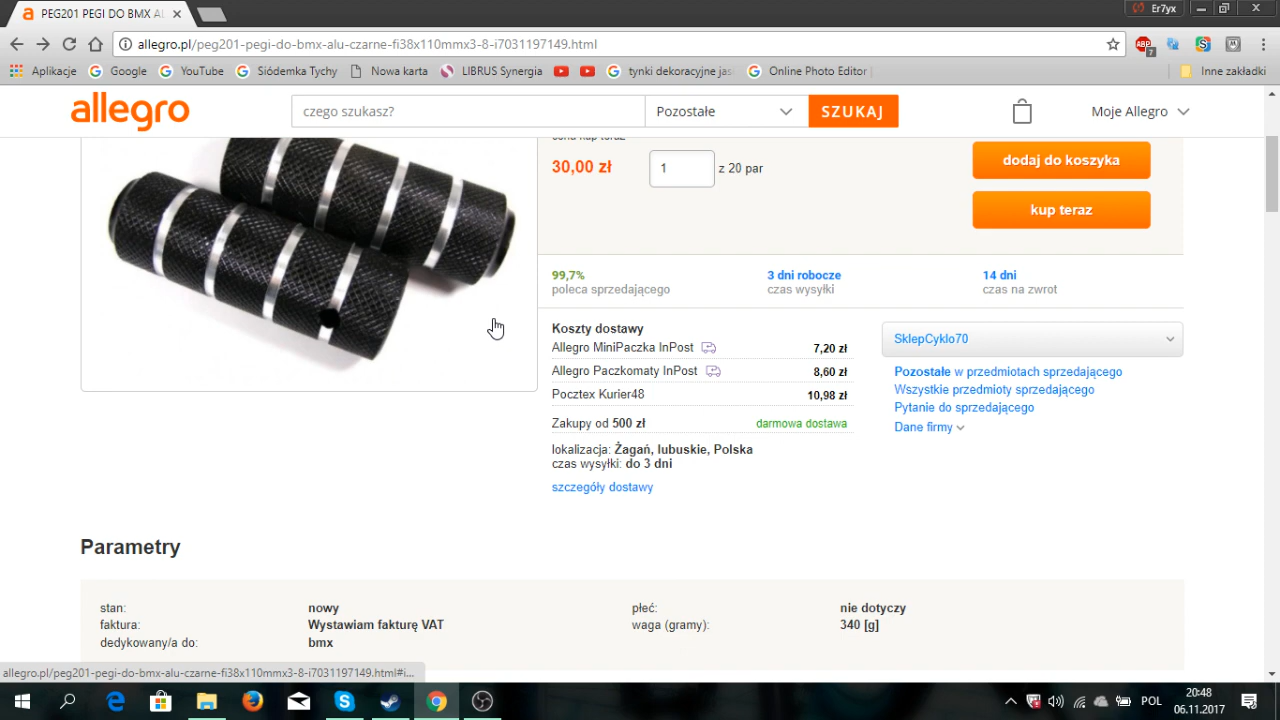 PEG201 PEGI DO BMX AL
Er7yx
allegro.pl/peg201-pegi-do-bmx-alu-czarne-fi38x110mmx3-8-i7031197149.html
ABP
Aplikacje
Google
YouTube
Siódemka Tychy
Nowa karta
LIBRUS Synergia
tynki dekoracyjne jas
Online Photo Editor
Inne zakładki
allegro
czego szukasz?
Pozostałe
SZUKAJ
Moje Allegro
cena kup teraz
30,00 zł
1
z 20 par
dodaj do koszyka
kup teraz
99,7%
poleca sprzedającego
3 dni robocze
czas wysyłki
14 dni
czas na zwrot
Koszty dostawy
Allegro MiniPaczka InPost 7,20 zł
Allegro Paczkomaty InPost 8,60 zł
Pocztex Kurier48 10,98 zł
Zakupy od 500 zł darmowa dostawa
lokalizacja: Żagań, lubuskie, Polska
czas wysyłki: do 3 dni
szczegóły dostawy
SklepCyklo70
Pozostałe w przedmiotach sprzedającego
Wszystkie przedmioty sprzedającego
Pytanie do sprzedającego
Dane firmy
Parametry
stan: nowy
faktura: Wystawiam fakturę VAT
dedykowany/a do: bmx
płeć: nie dotyczy
waga (gramy): 340 [g]
allegro.pl/peg201-pegi-do-bmx-alu-czarne-fi38x110mmx3-8-i7031197149.html#i...
POL
20:48
06.11.2017